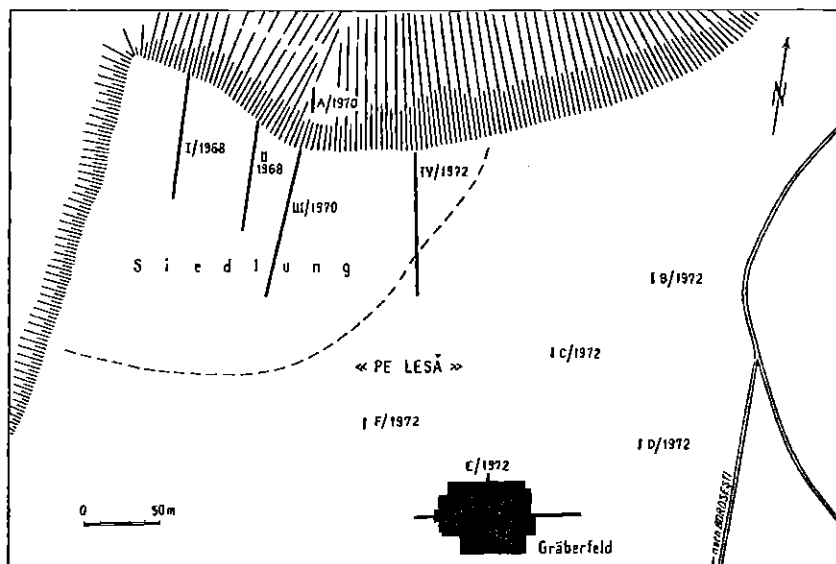 A/1970
N
I/1968
II
1968
IV/1972
III/1970
Siedlung
B/1972
C/1972
« PE LESĂ »
F/1972
D/1972
E/1972
0 50m
Gräberfeld
BOROSEȘTI